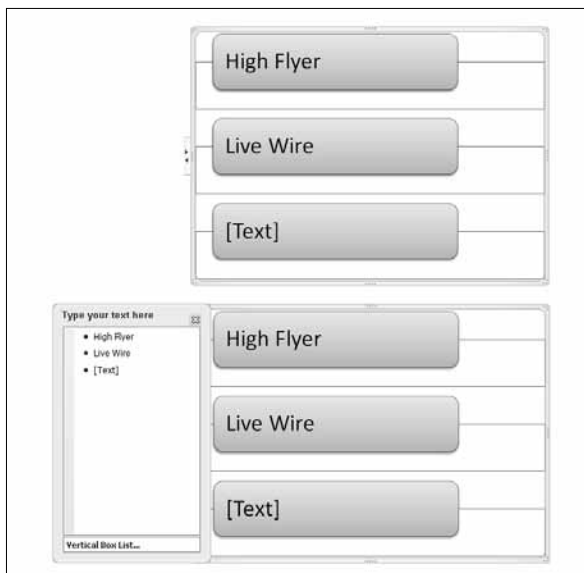 High Flyer
Live Wire
[Text]
Type your text here
• High Flyer
• Live Wire
• [Text]
Vertical Box List...
High Flyer
Live Wire
[Text]